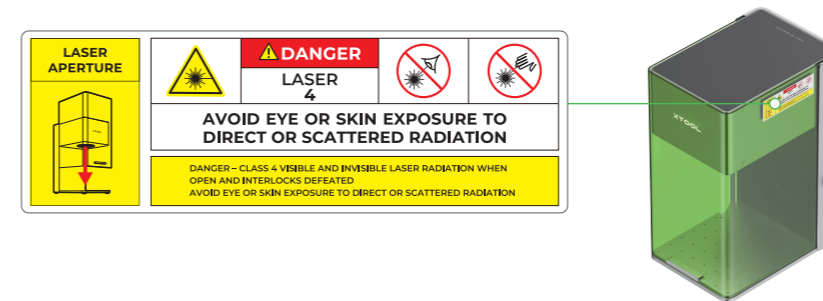 LASER
APERTURE
DANGER
LASER
4
AVOID EYE OR SKIN EXPOSURE TO
DIRECT OR SCATTERED RADIATION
DANGER – CLASS 4 VISIBLE AND INVISIBLE LASER RADIATION WHEN
OPEN AND INTERLOCKS DEFEATED
AVOID EYE OR SKIN EXPOSURE TO DIRECT OR SCATTERED RADIATION
XTOOL